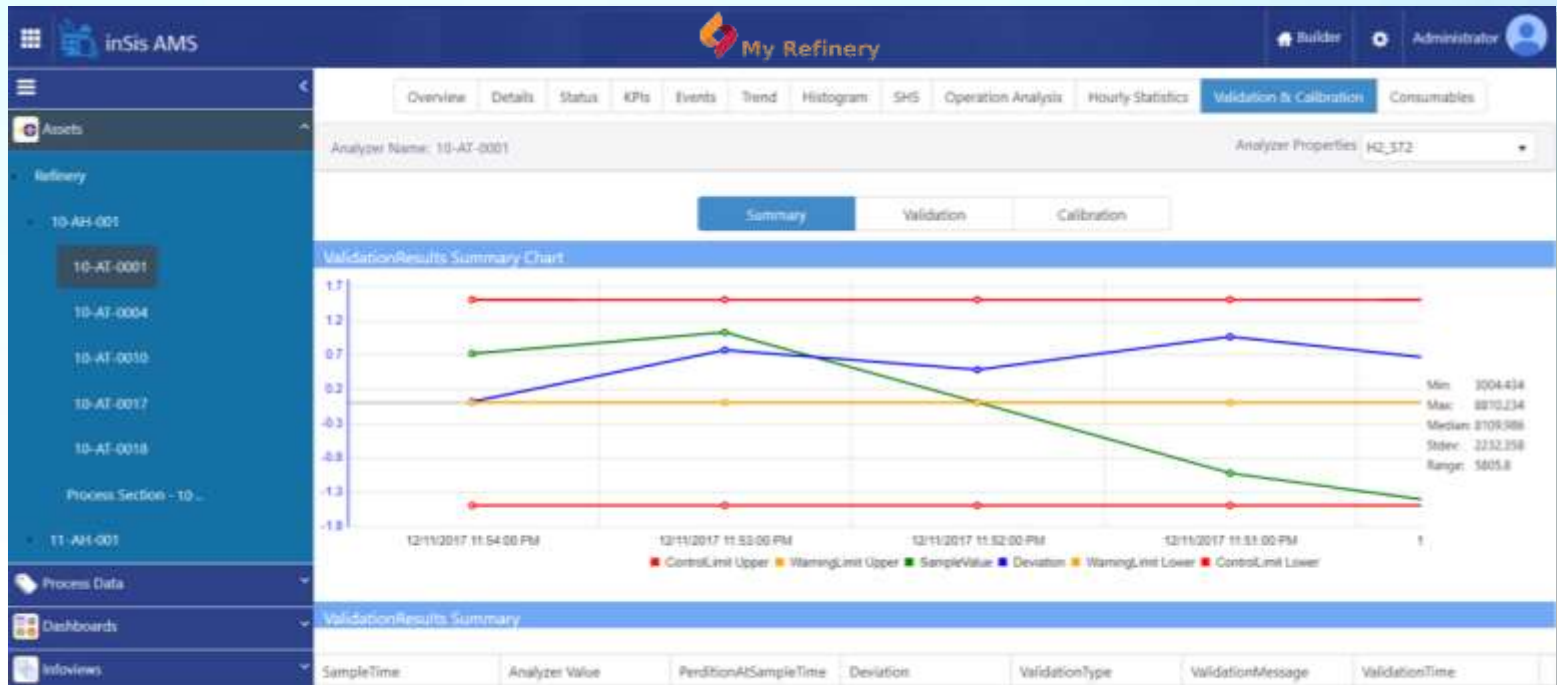 inSis AMS
My Refinery
Builder
Administrator
Assets
Refinery
10-AH-001
10-AT-0001
10-AT-0004
10-AT-0010
10-AT-0017
10-AT-0018
Process Section - 10 ...
11-AH-001
Process Data
Dashboards
Infoviews
Overview Details Status KPIs Events Trend Histogram SHS Operation Analysis Hourly Statistics Validation & Calibration Consumables
Analyzer Name: 10-AT-0001
Analyzer Properties H2_ST2
Summary Validation Calibration
ValidationResults Summary Chart
1.7
1.2
0.7
0.2
-0.3
-0.8
-1.3
-1.8
Min: 3004.434
Max: 8810.234
Median: 8109.986
Stdev: 2232.358
Range: 5805.8
12/11/2017 11:54:00 PM 12/11/2017 11:53:00 PM 12/11/2017 11:52:00 PM 12/11/2017 11:51:00 PM 1
ControlLimit Upper WarningLimit Upper SampleValue Deviation WarningLimit Lower ControlLimit Lower
ValidationResults Summary
SampleTime Analyzer Value PerditionAtSampleTime Deviation ValidationType ValidationMessage ValidationTime